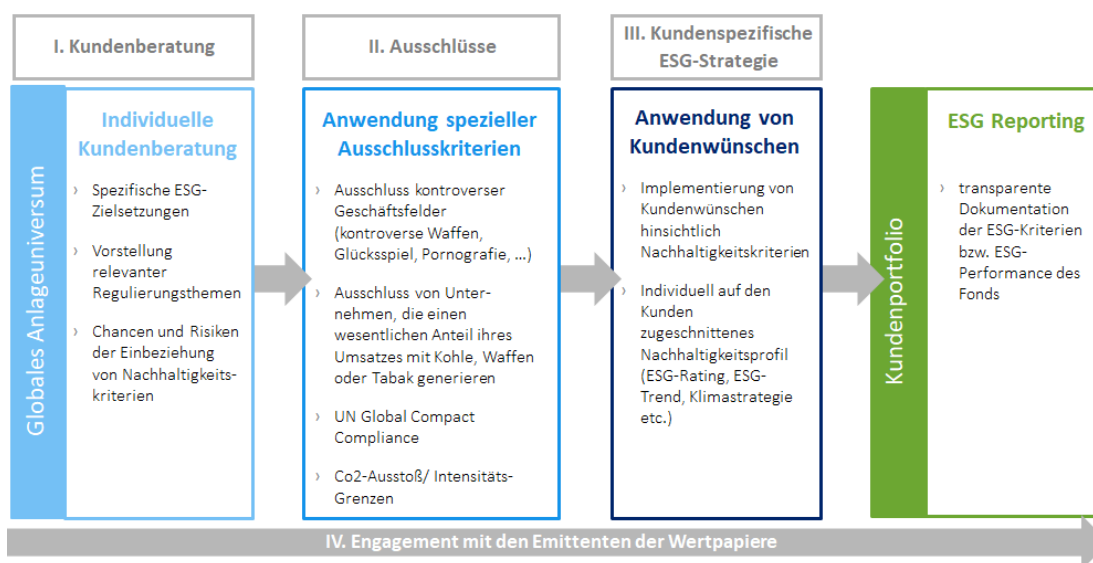 I. Kundenberatung
II. Ausschlüsse
III. Kundenspezifische
ESG-Strategie
Globales Anlageuniversum
Individuelle
Kundenberatung
› Spezifische ESG-
Zielsetzungen
› Vorstellung
relevanter
Regulierungsthemen
› Chancen und Risiken
der Einbeziehung
von Nachhaltigkeits-
kriterien
Anwendung spezieller
Ausschlusskriterien
› Ausschluss kontroverser
Geschäftsfelder
(kontroverse Waffen,
Glücksspiel, Pornografie, …)
› Ausschluss von Unter-
nehmen, die einen
wesentlichen Anteil ihres
Umsatzes mit Kohle, Waffen
oder Tabak generieren
› UN Global Compact
Compliance
› Co2-Ausstoß/ Intensitäts-
Grenzen
Anwendung von
Kundenwünschen
› Implementierung von
Kundenwünschen
hinsichtlich
Nachhaltigkeitskriterien
› Individuell auf den
Kunden
zugeschnittenes
Nachhaltigkeitsprofil
(ESG-Rating, ESG-
Trend, Klimastrategie
etc.)
Kundenportfolio
ESG Reporting
› transparente
Dokumentation
der ESG-Kriterien
bzw. ESG-
Performance des
Fonds
IV. Engagement mit den Emittenten der Wertpapiere